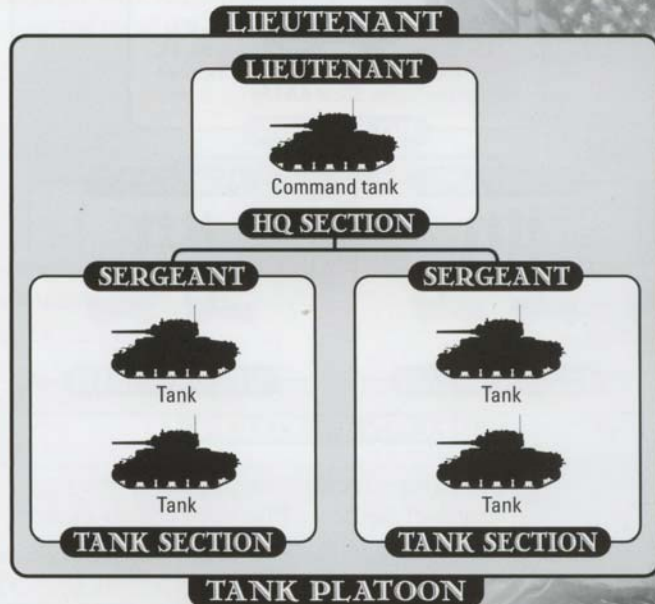 LIEUTENANT
LIEUTENANT
Command tank
HQ SECTION
SERGEANT
SERGEANT
Tank
Tank
Tank
Tank
TANK SECTION
TANK SECTION
TANK PLATOON